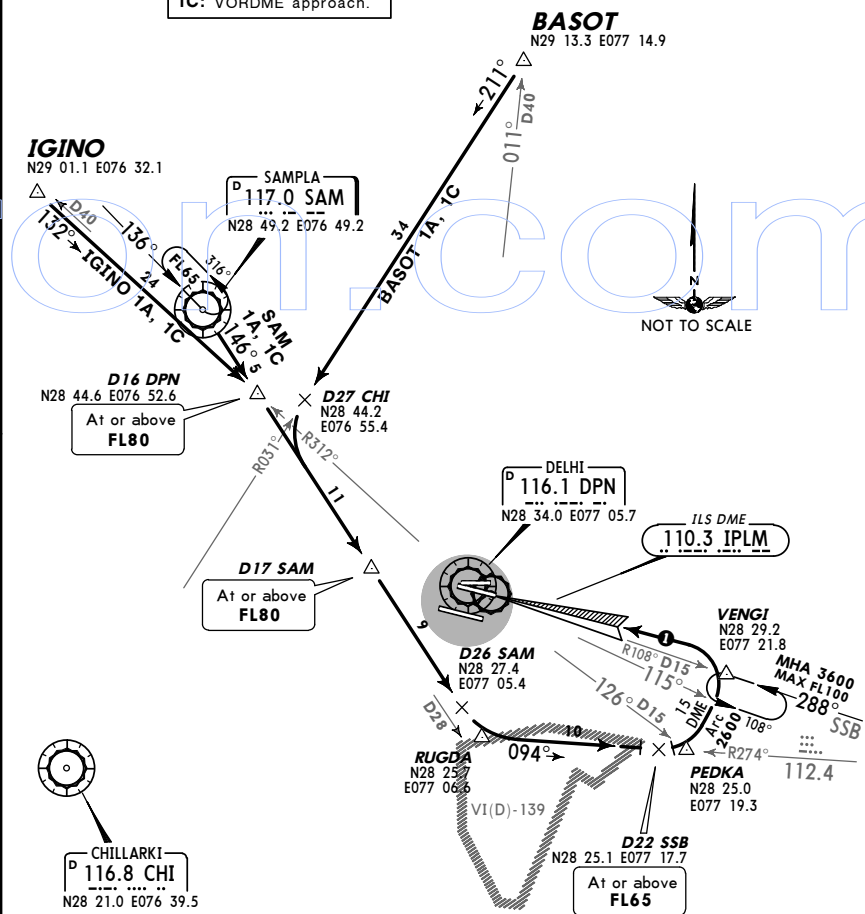 1C: VORDME approach.
BASOT
N29 13.3 E077 14.9
211°
011° D40
IGINO
N29 01.1 E076 32.1
D40
132°
136°
FL65
316°
24
IGINO 1A, 1C
SAMPLA
D 117.0 SAM
N28 49.2 E076 49.2
SAM
1A, 1C
146° 5
34
BASOT 1A, 1C
N
NOT TO SCALE
on.com
D16 DPN
N28 44.6 E076 52.6
At or above
FL80
D27 CHI
N28 44.2
E076 55.4
R031°
R312°
11
DELHI
D 116.1 DPN
N28 34.0 E077 05.7
ILS DME
110.3 IPLM
D17 SAM
At or above
FL80
9
D26 SAM
N28 27.4
E077 05.4
D28
RUGDA
N28 25.7
E077 06.6
10
094°
VI(D)-139
1
R108° D15
115°
126° D15
VENGI
N28 29.2
E077 21.8
MHA 3600
MAX FL100
288°
SSB
108°
15
DME
Arc
2600
R274°
112.4
PEDKA
N28 25.0
E077 19.3
D22 SSB
N28 25.1 E077 17.7
At or above
FL65
CHILLARKI
D 116.8 CHI
N28 21.0 E076 39.5